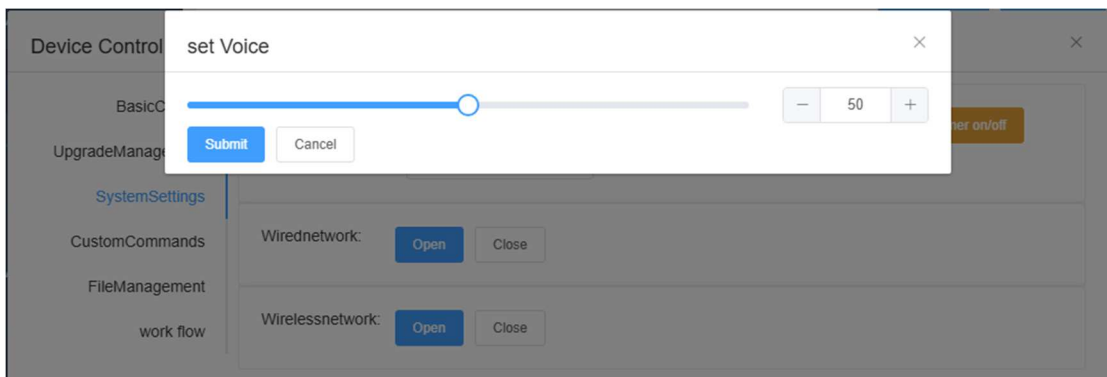 Device Control
set Voice
BasicC
50
UpgradeManage
Submit
Cancel
ner on/off
SystemSettings
CustomCommands
Wirednetwork:
Open
Close
FileManagement
Wirelessnetwork:
Open
Close
work flow